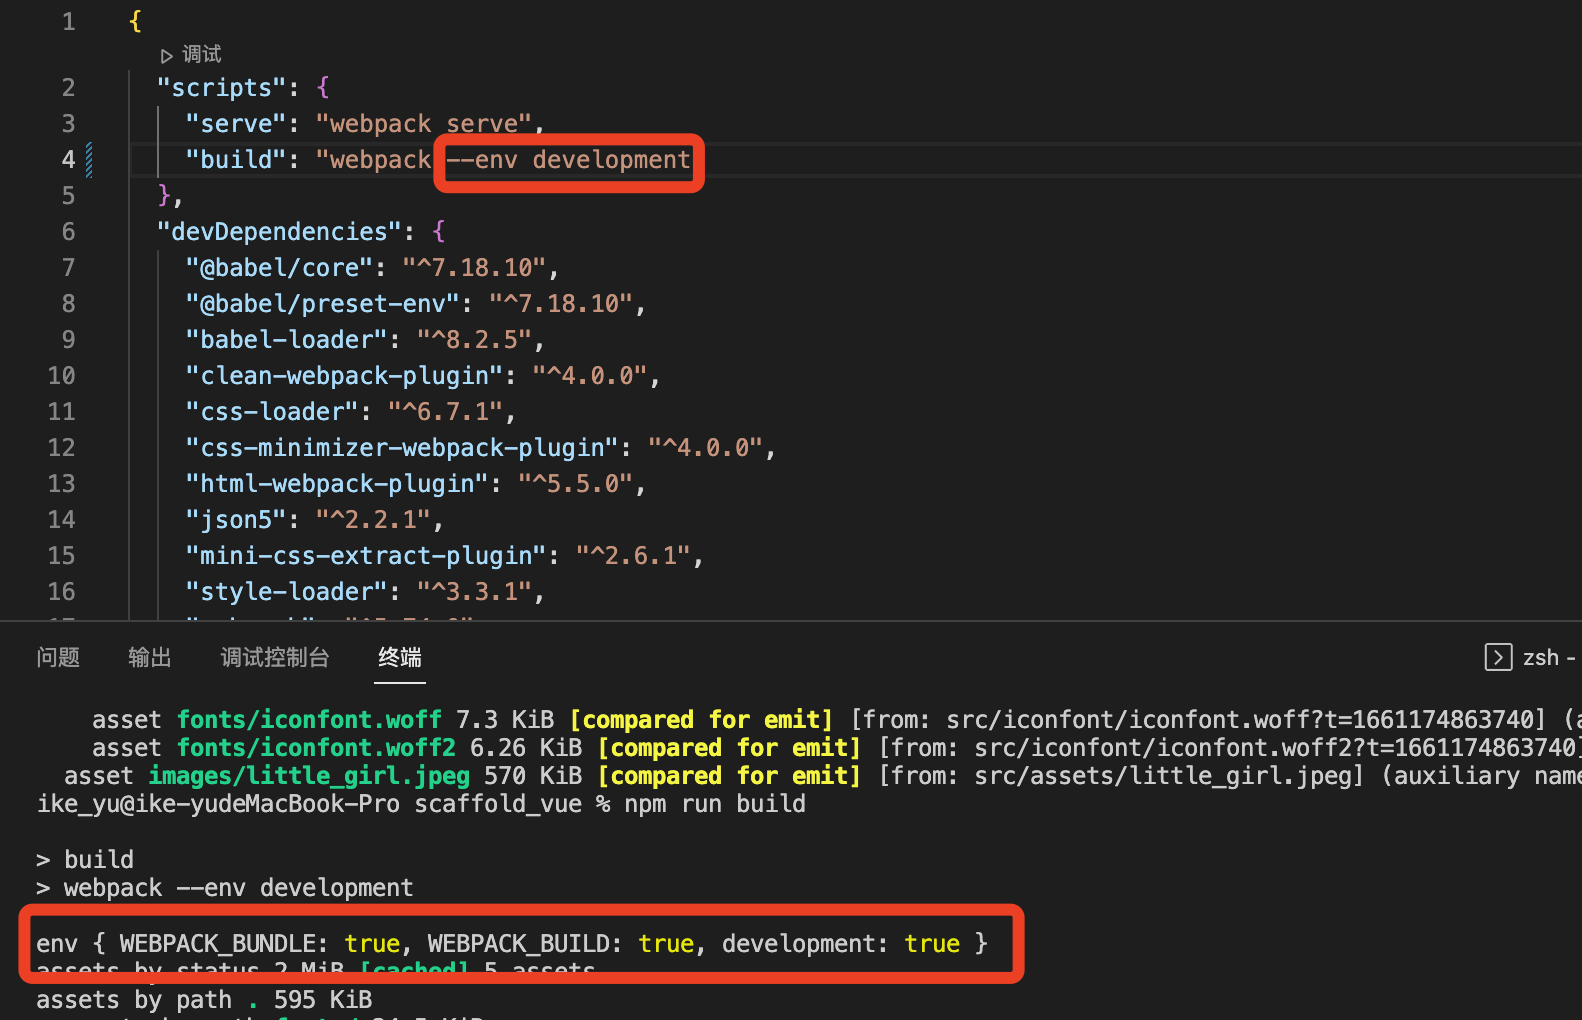 1 {
调试
2 "scripts": {
3 "serve": "webpack serve",
4 "build": "webpack --env development
5 },
6 "devDependencies": {
7 "@babel/core": "^7.18.10",
8 "@babel/preset-env": "^7.18.10",
9 "babel-loader": "^8.2.5",
10 "clean-webpack-plugin": "^4.0.0",
11 "css-loader": "^6.7.1",
12 "css-minimizer-webpack-plugin": "^4.0.0",
13 "html-webpack-plugin": "^5.5.0",
14 "json5": "^2.2.1",
15 "mini-css-extract-plugin": "^2.6.1",
16 "style-loader": "^3.3.1",
问题 输出 调试控制台 终端 zsh -
asset fonts/iconfont.woff 7.3 KiB [compared for emit] [from: src/iconfont/iconfont.woff?t=1661174863740] (a
asset fonts/iconfont.woff2 6.26 KiB [compared for emit] [from: src/iconfont/iconfont.woff2?t=1661174863740]
asset images/little_girl.jpeg 570 KiB [compared for emit] [from: src/assets/little_girl.jpeg] (auxiliary name
ike_yu@ike-yudeMacBook-Pro scaffold_vue % npm run build
> build
> webpack --env development
env { WEBPACK_BUNDLE: true, WEBPACK_BUILD: true, development: true }
assets by status 2 MiB [cached] 5 assets
assets by path . 595 KiB